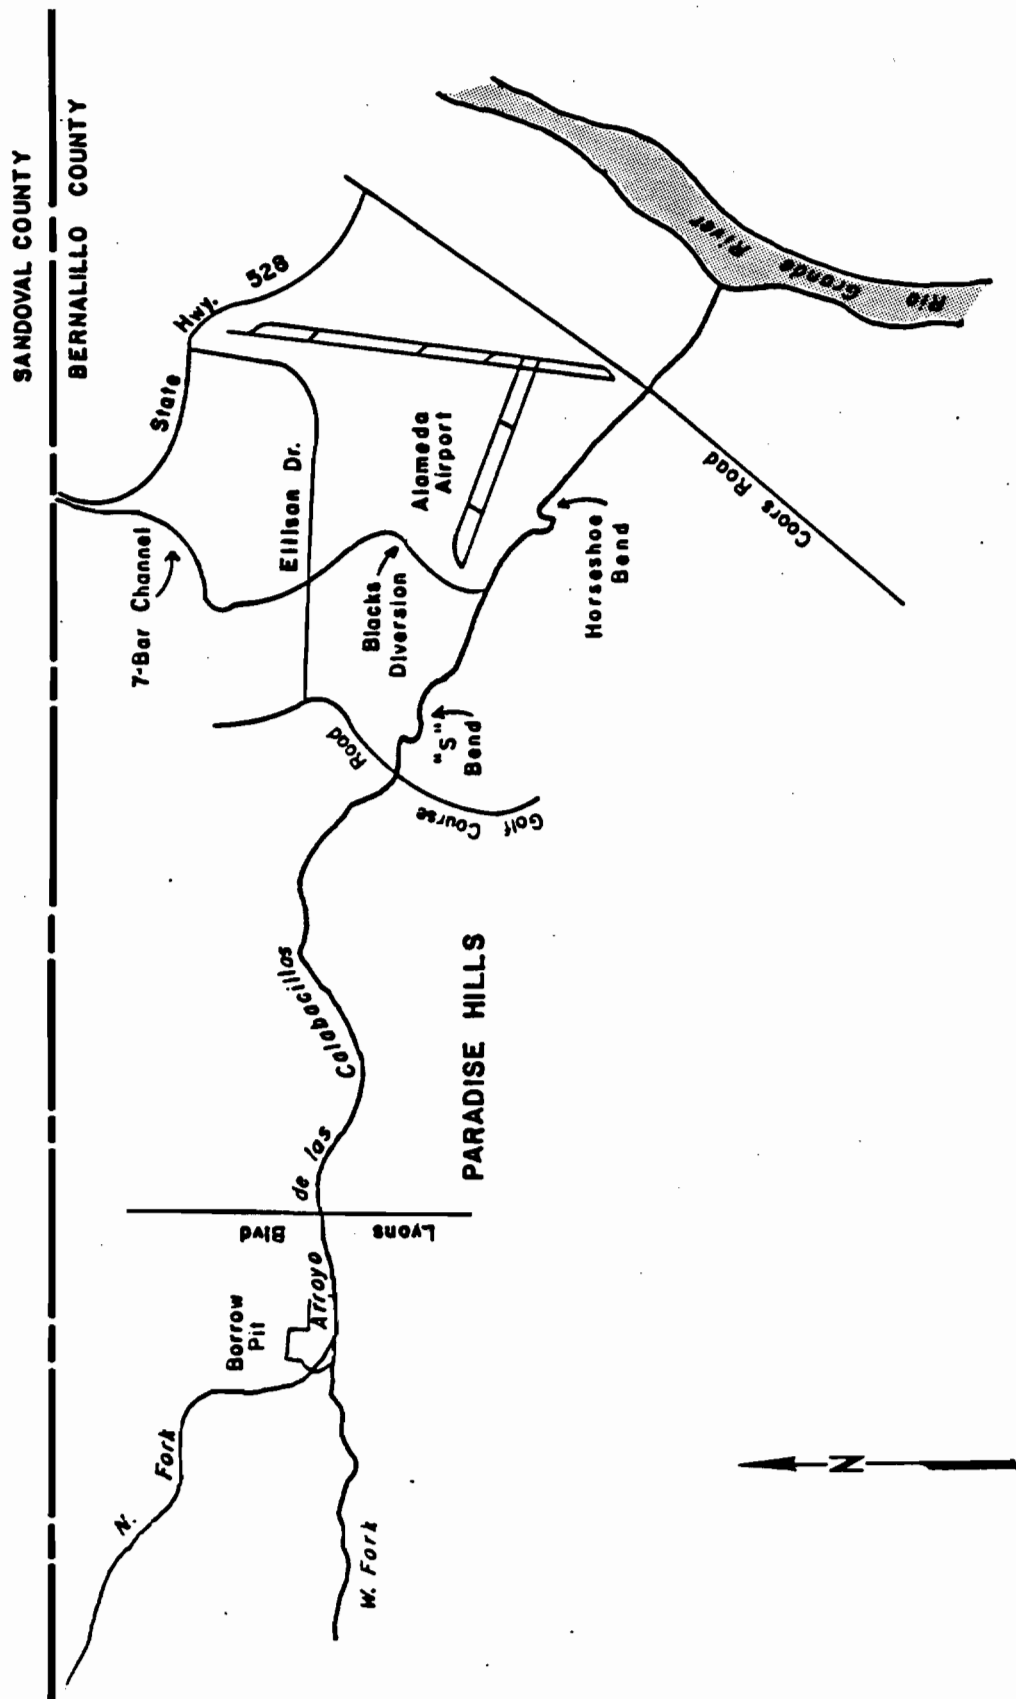 SANDOVAL COUNTY
BERNALILLO COUNTY
State Hwy. 528
7-Bar Channel
Ellison Dr.
Alameda
Airport
Blacks
Diversion
Rio Grande River
Coors Road
Horseshoe
Bend
"S"
Bend
Golf Course Road
Arroyo de las Calabacillas
PARADISE HILLS
Lyons Blvd
Borrow
Pit
N. Fork
W. Fork
N